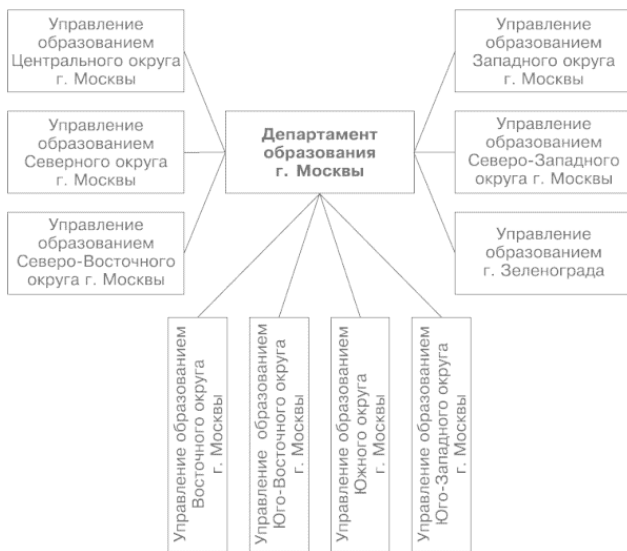 Управление
образованием
Центрального округа
г. Москвы
Управление
образованием
Северного округа
г. Москвы
Управление
образованием
Северо-Восточного
округа г. Москвы
Департамент
образования
г. Москвы
Управление
образованием
Западного округа
г. Москвы
Управление
образованием
Северо-Западного
округа г. Москвы
Управление
образованием
г. Зеленограда
Управление образованием
Восточного округа
г. Москвы
Управление образованием
Юго-Восточного округа
г. Москвы
Управление образованием
Южного округа
г. Москвы
Управление образованием
Юго-Западного округа
г. Москвы